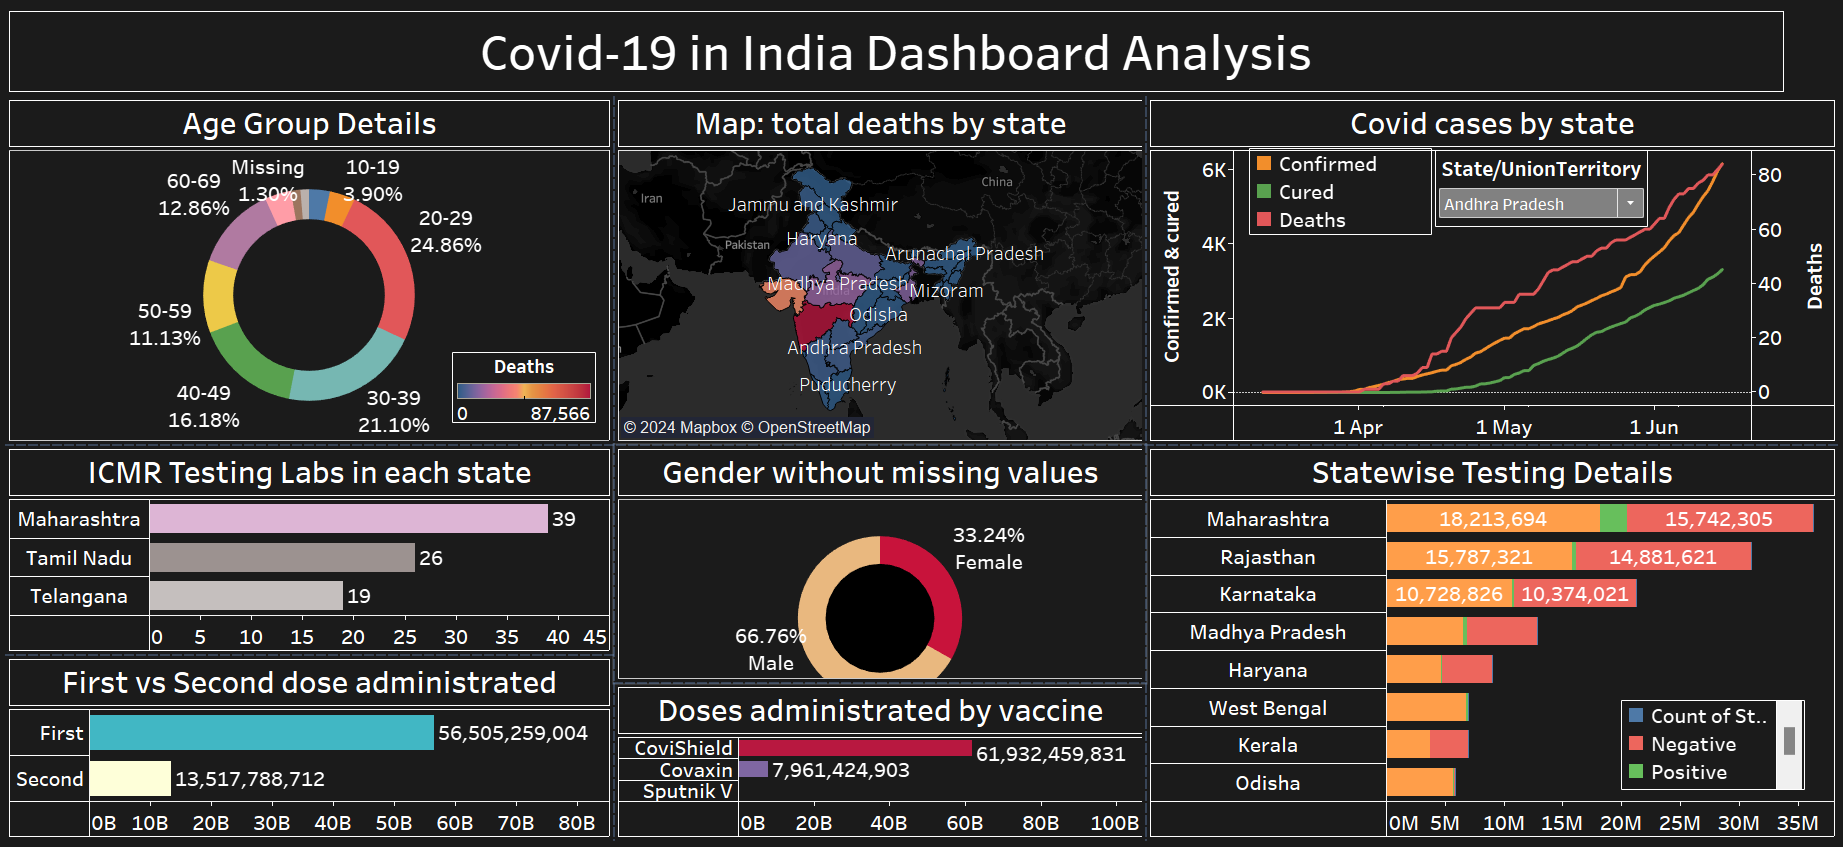 Covid-19 in India Dashboard Analysis
Age Group Details
Missing
1.30%
10-19
3.90%
60-69
12.86%
20-29
24.86%
50-59
11.13%
40-49
16.18%
30-39
21.10%
Deaths
0 87,566
Map: total deaths by state
Iran
China
Pakistan
Jammu and Kashmir
Haryana
Arunachal Pradesh
Madhya Pradesh
Mizoram
Odisha
Andhra Pradesh
Puducherry
© 2024 Mapbox © OpenStreetMap
Covid cases by state
Confirmed
Cured
Deaths
State/UnionTerritory
Andhra Pradesh
Confirmed & cured
6K
4K
2K
0K
80
60
40
20
0
Deaths
1 Apr 1 May 1 Jun
ICMR Testing Labs in each state
Maharashtra 39
Tamil Nadu 26
Telangana 19
0 5 10 15 20 25 30 35 40 45
First vs Second dose administrated
First 56,505,259,004
Second 13,517,788,712
0B 10B 20B 30B 40B 50B 60B 70B 80B
Gender without missing values
33.24%
Female
66.76%
Male
Doses administrated by vaccine
CoviShield 61,932,459,831
Covaxin 7,961,424,903
Sputnik V
0B 20B 40B 60B 80B 100B
Statewise Testing Details
Maharashtra 18,213,694 15,742,305
Rajasthan 15,787,321 14,881,621
Karnataka 10,728,826 10,374,021
Madhya Pradesh
Haryana
West Bengal
Kerala
Odisha
Count of St..
Negative
Positive
0M 5M 10M 15M 20M 25M 30M 35M